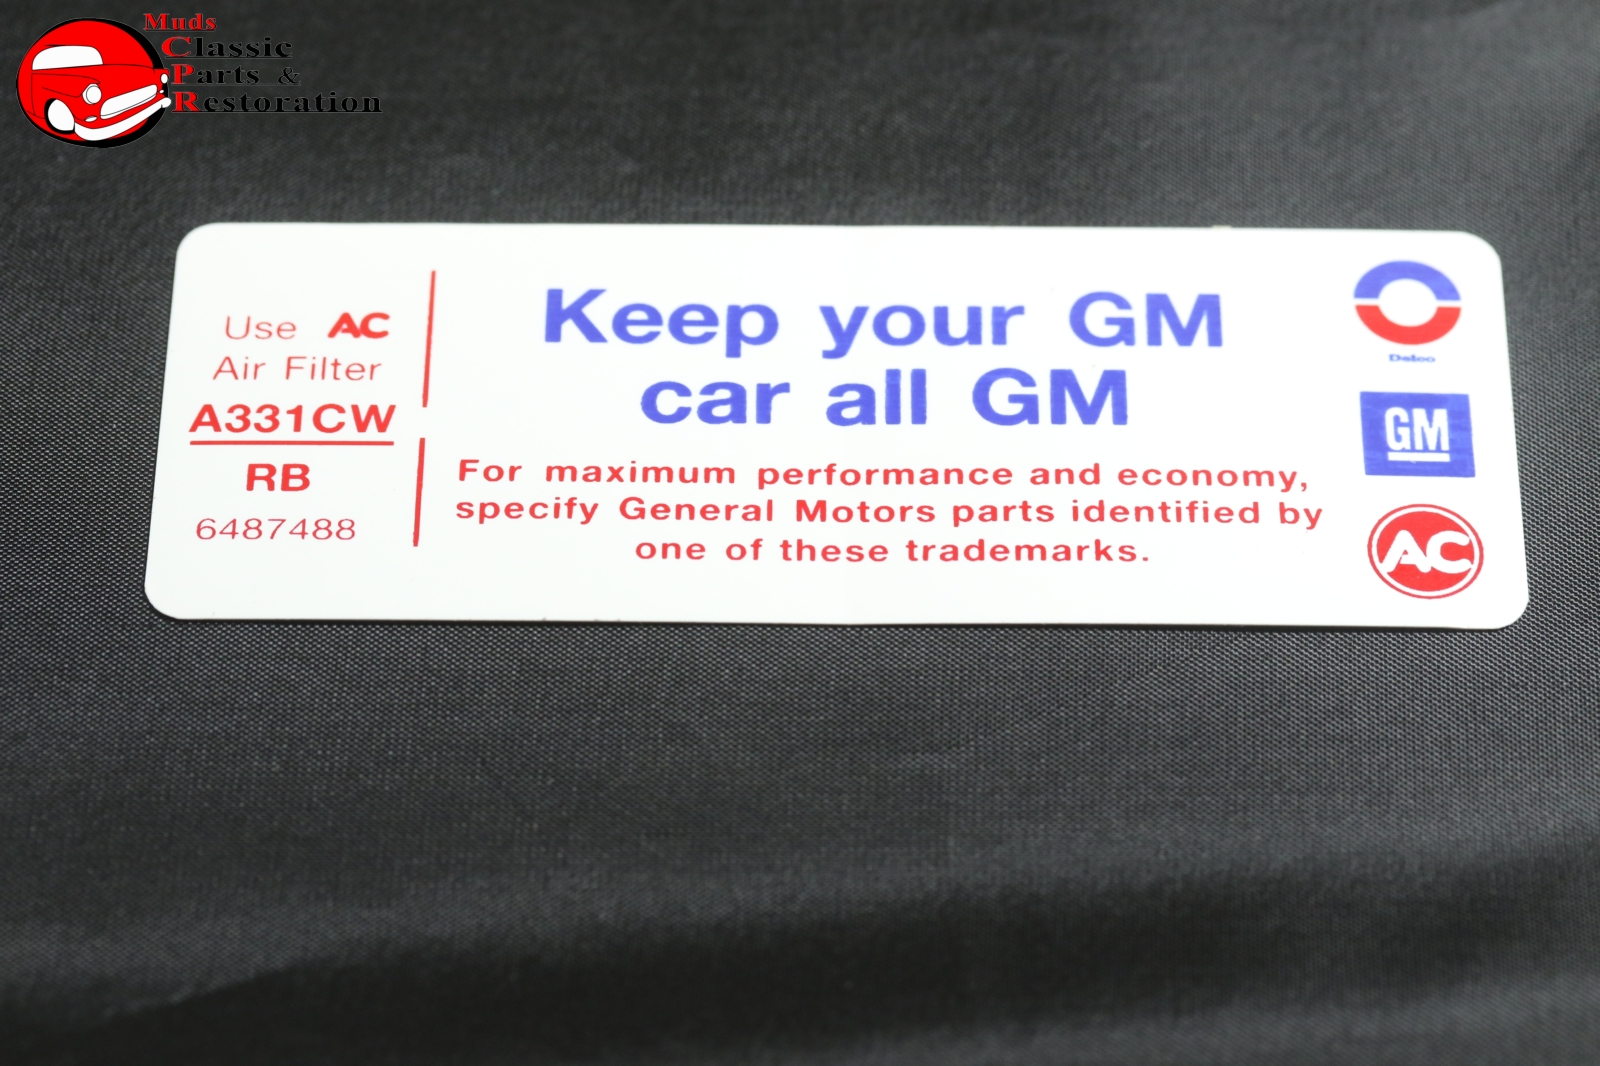 Muds
Classic
Parts &
Restoration
Use AC
Air Filter
A331CW
RB
6487488
Keep your GM
car all GM
For maximum performance and economy,
specify General Motors parts identified by
one of these trademarks.
Delco
GM
AC